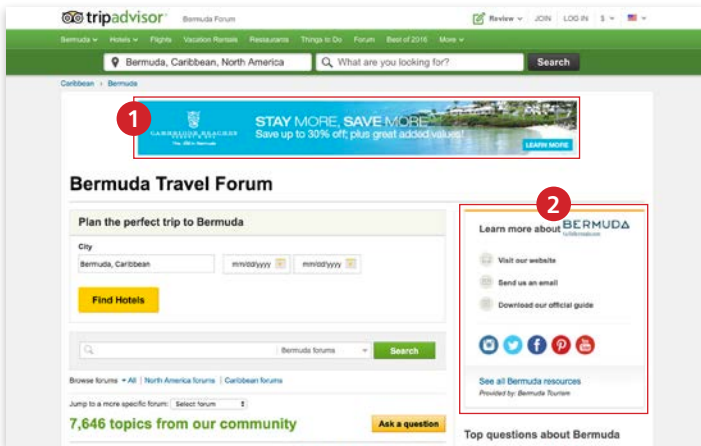 tripadvisor Bermuda Forum Review JOIN LOG IN $
Bermuda Hotels Flights Vacation Rentals Restaurants Things to Do Forum Best of 2016 More
Bermuda, Caribbean, North America What are you looking for? Search
Caribbean › Bermuda
1
CAMBRIDGE BEACHES
STAY MORE, SAVE MORE
Save up to 30% off; plus great added values!
LEARN MORE
Bermuda Travel Forum
Plan the perfect trip to Bermuda
City
Bermuda, Caribbean mm/dd/yyyy mm/dd/yyyy
Find Hotels
Bermuda forums Search
Browse forums All | North America forums | Caribbean forums
Jump to a more specific forum: Select forum
7,646 topics from our community Ask a question
2
Learn more about BERMUDA
Visit our website
Send us an email
Download our official guide
See all Bermuda resources
Provided by: Bermuda Tourism
Top questions about Bermuda